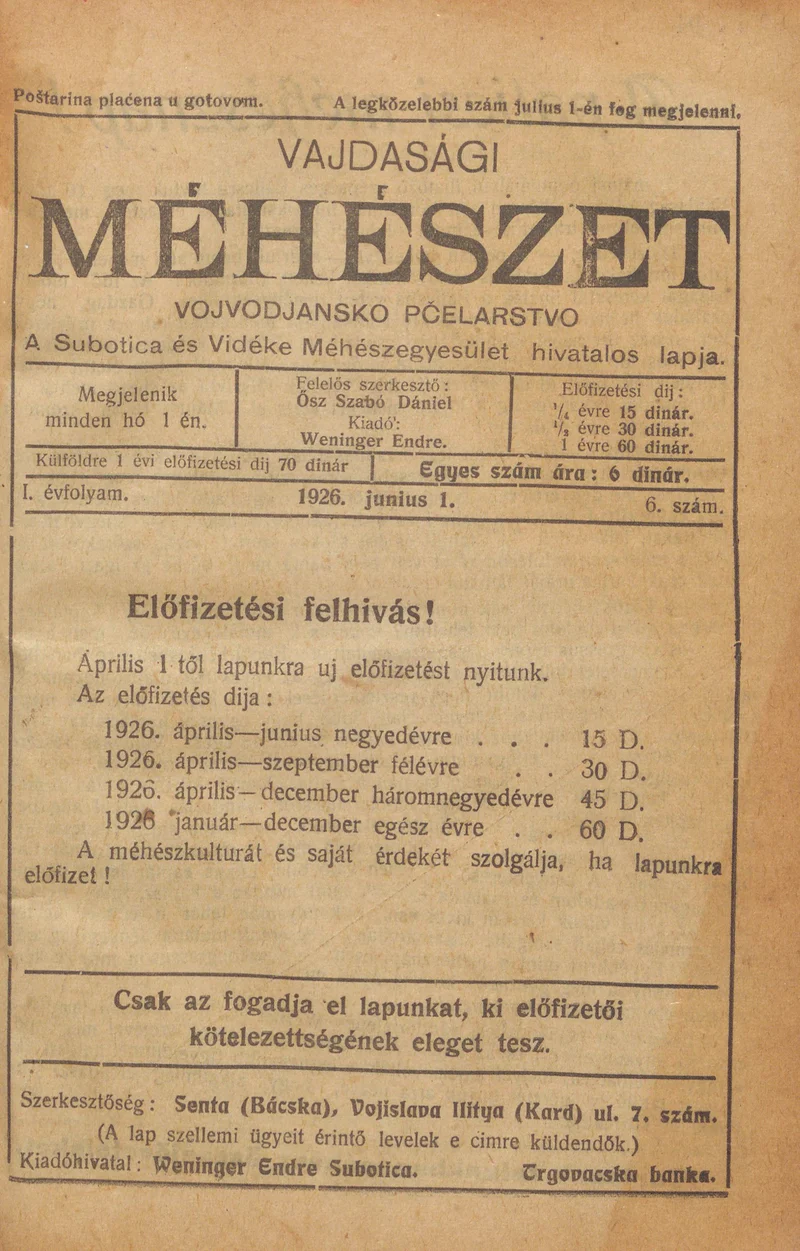 Poštarina plaćena u gotovom. A legközelebbi szám julius 1-én fog megjelenni.
VAJDASÁGI
MÉHÉSZET
VOJVODJANSKO PČELARSTVO
A Subotica és Vidéke Méhészegyesület hivatalos lapja.
Megjelenik
minden hó 1 én.
Felelős szerkesztő:
Ősz Szabó Dániel
Kiadó:
Weninger Endre.
Előfizetési dij:
1/4 évre 15 dinár.
1/2 évre 30 dinár.
1 évre 60 dinár.
Külföldre 1 évi előfizetési dij 70 dinár
Egyes szám ára: 6 dinár.
I. évfolyam. 1926. junius 1. 6. szám.
Előfizetési felhivás!
Április 1 től lapunkra uj előfizetést nyitunk.
Az előfizetés dija:
1926. április—junius negyedévre . . . 15 D.
1926. április—szeptember félévre . . 30 D.
1926. április—december háromnegyedévre 45 D.
1926 január—december egész évre . . 60 D.
A méhészkulturát és saját érdekét szolgálja, ha lapunkra
előfizet!
Csak az fogadja el lapunkat, ki előfizetői
kötelezettségének eleget tesz.
Szerkesztőség: Senta (Bácska), Vojislava Ilitya (Kard) ul. 7. szám.
(A lap szellemi ügyeit érintő levelek e cimre küldendők.)
Kiadóhivatal: Weninger Endre Subotica. Trgovacska banka.